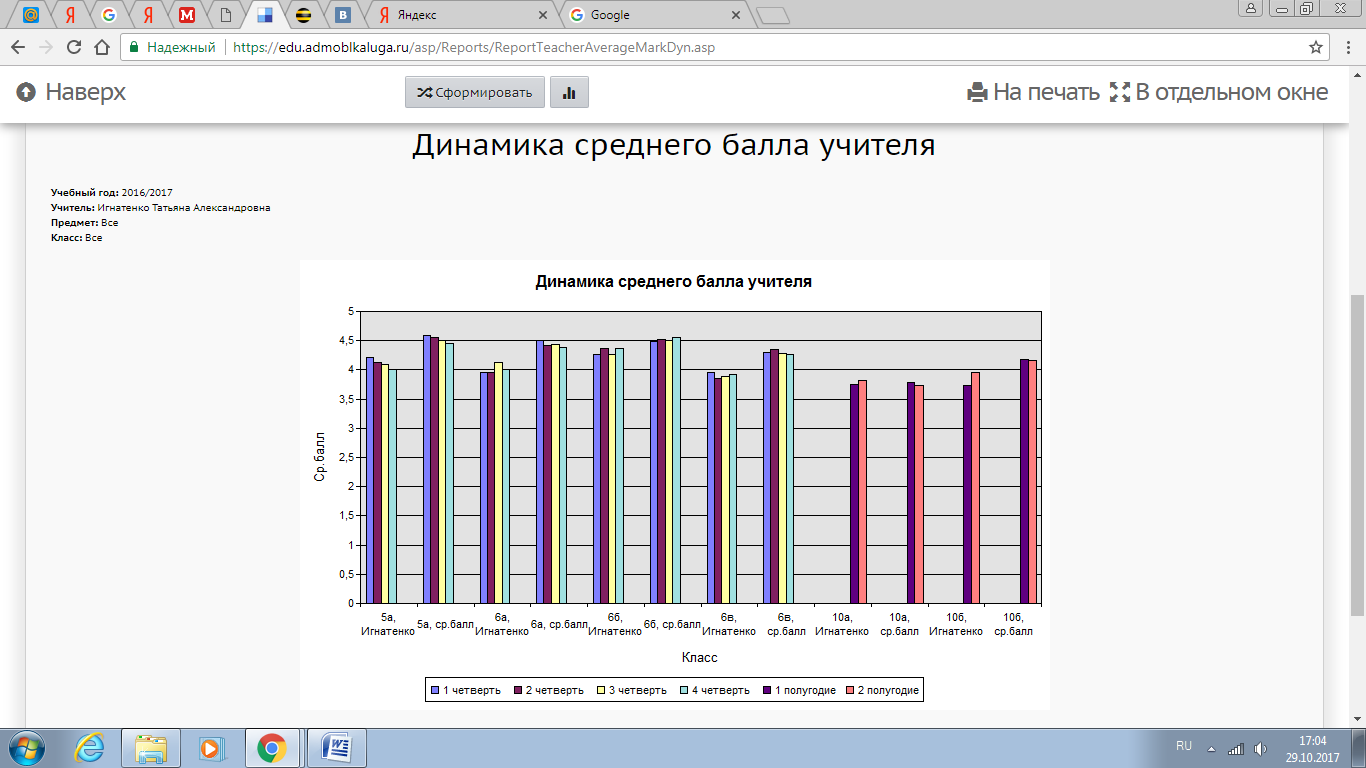 Яндекс
Google
Надежный
https://edu.admoblkaluga.ru/asp/Reports/ReportTeacherAverageMarkDyn.asp
Наверх
Сформировать
На печать
В отдельном окне
Динамика среднего балла учителя
Учебный год: 2016/2017
Учитель: Игнатенко Татьяна Александровна
Предмет: Все
Класс: Все
Динамика среднего балла учителя
5
4,5
4
3,5
3
2,5
2
1,5
1
0,5
0
Ср.балл
5а, Игнатенко
5а, ср.балл
6а, Игнатенко
6а, ср.балл
6б, Игнатенко
6б, ср.балл
6в, Игнатенко
6в, ср.балл
10а, Игнатенко
10а, ср.балл
10б, Игнатенко
10б, ср.балл
Класс
1 четверть 2 четверть 3 четверть 4 четверть 1 полугодие 2 полугодие
RU
17:04
29.10.2017